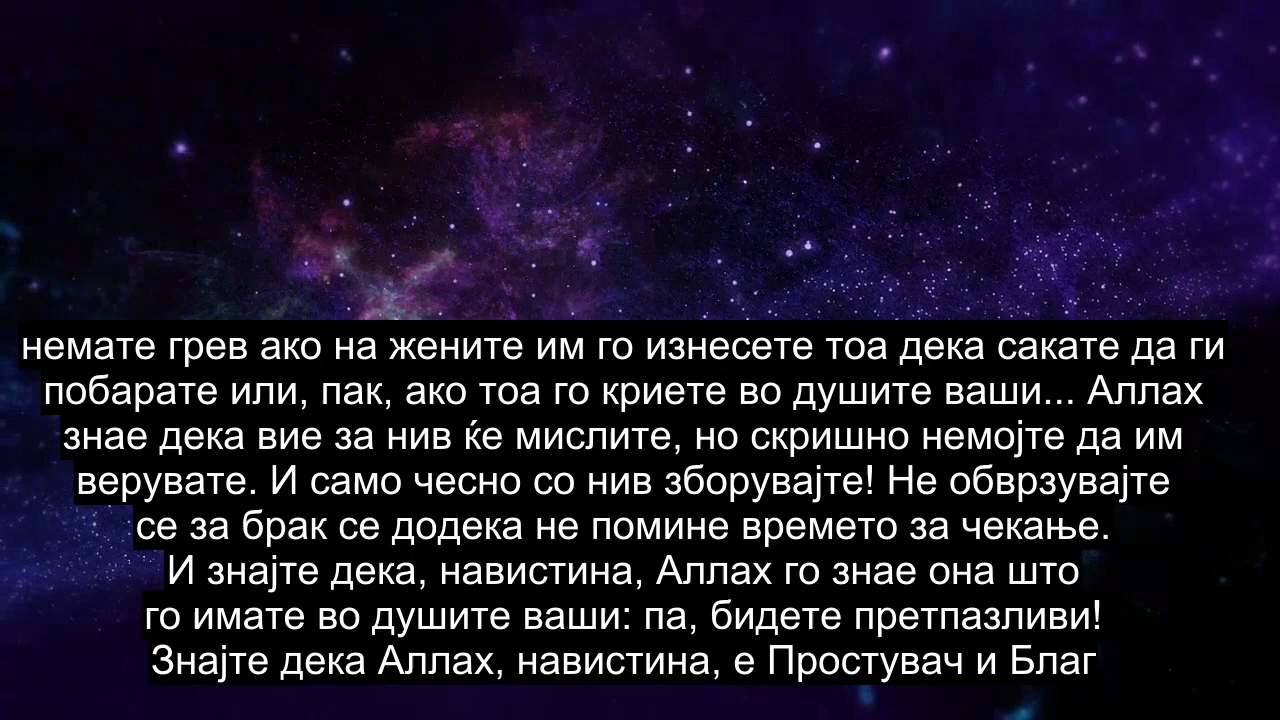 немате грев ако на жените им го изнесете тоа дека сакате да ги
побарате или, пак, ако тоа го криете во душите ваши... Аллах
знае дека вие за нив ќе мислите, но скришно немојте да им
верувате. И само чесно со нив зборувајте! Не обврзувајте
се за брак се додека не помине времето за чекање.
И знајте дека, навистина, Аллах го знае она што
го имате во душите ваши: па, бидете претпазливи!
Знајте дека Аллах, навистина, е Простувач и Благ